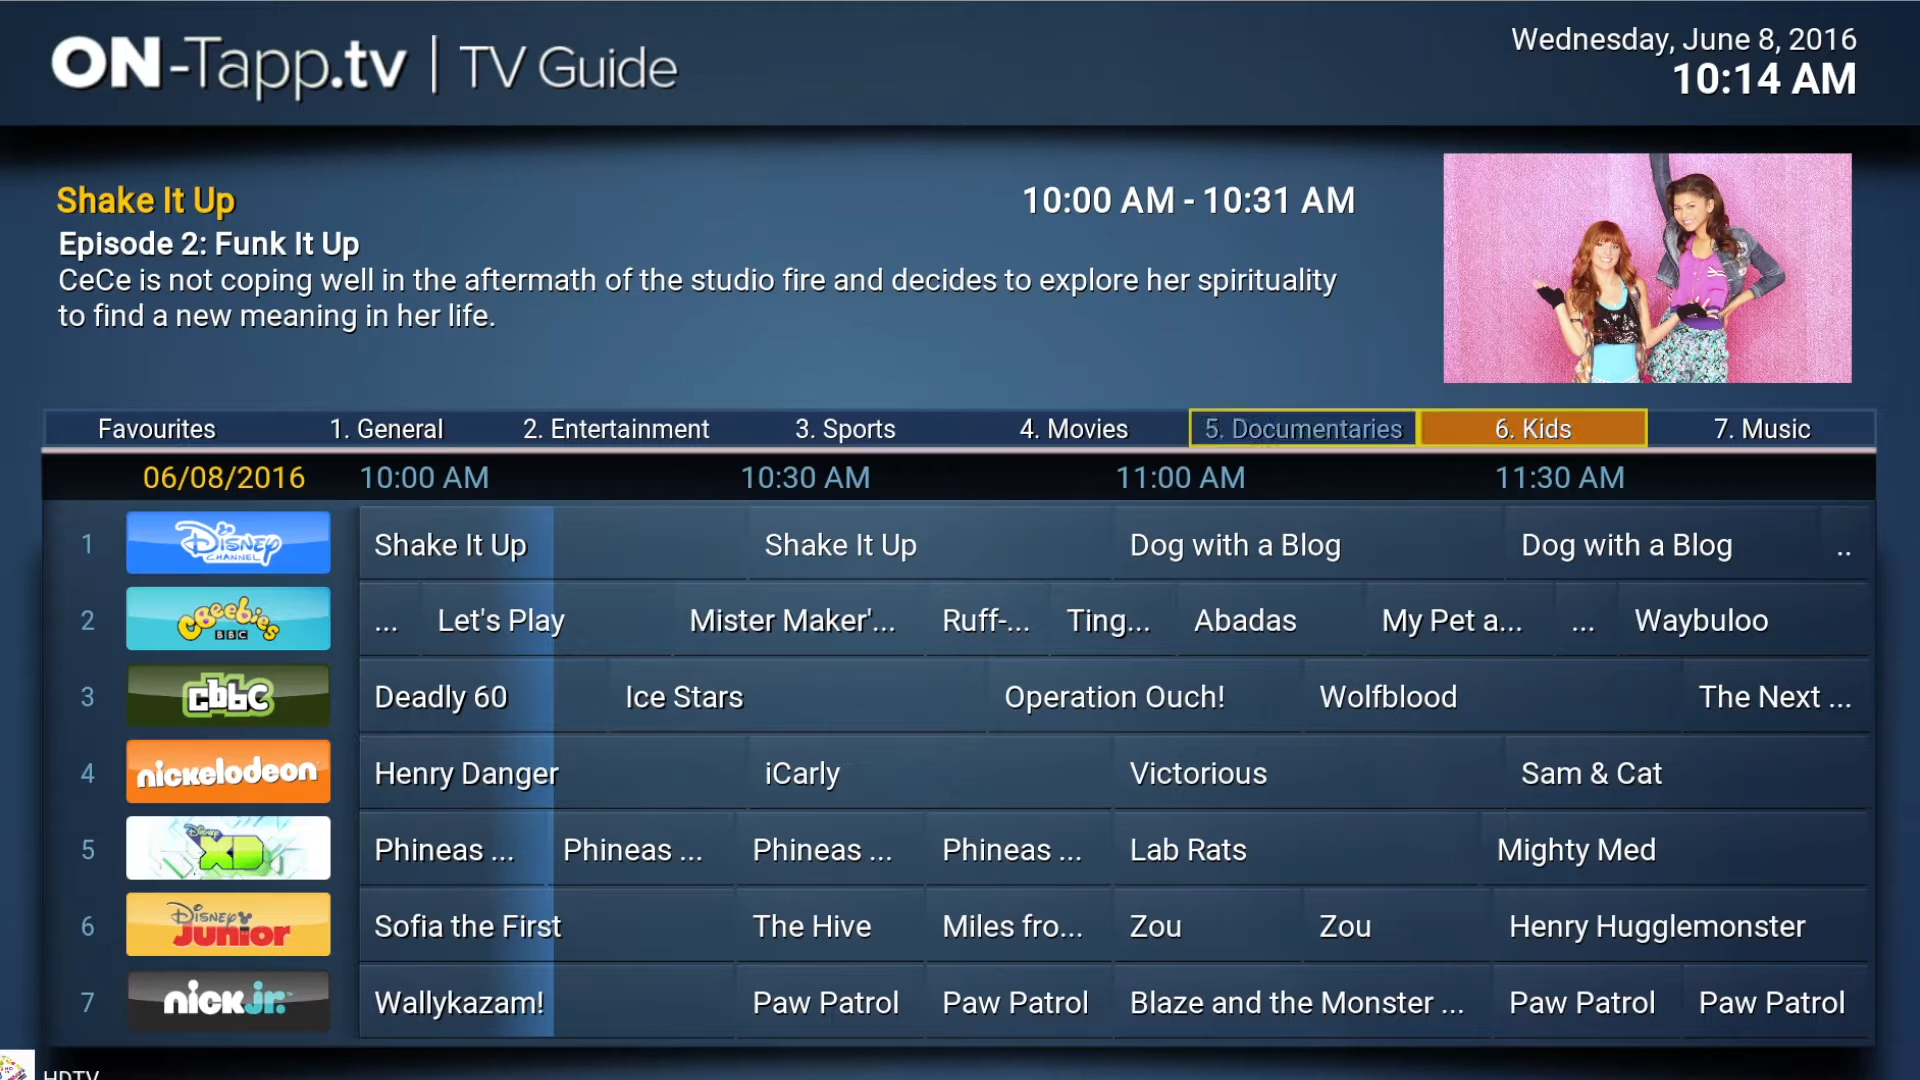 ON-Tapp.tv | TV Guide
Wednesday, June 8, 2016
10:14 AM
Shake It Up
10:00 AM - 10:31 AM
Episode 2: Funk It Up
CeCe is not coping well in the aftermath of the studio fire and decides to explore her spirituality
to find a new meaning in her life.
Favourites 1. General 2. Entertainment 3. Sports 4. Movies 5. Documentaries 6. Kids 7. Music
06/08/2016 10:00 AM 10:30 AM 11:00 AM 11:30 AM
1 Disney CHANNEL Shake It Up Shake It Up Dog with a Blog Dog with a Blog ..
2 CBeebies BBC ... Let's Play Mister Maker'... Ruff-... Ting... Abadas My Pet a... ... Waybuloo
3 cbbc Deadly 60 Ice Stars Operation Ouch! Wolfblood The Next ...
4 nickelodeon Henry Danger iCarly Victorious Sam & Cat
5 Disney XD Phineas ... Phineas ... Phineas ... Phineas ... Lab Rats Mighty Med
6 Disney Junior Sofia the First The Hive Miles fro... Zou Zou Henry Hugglemonster
7 nick jr. Wallykazam! Paw Patrol Paw Patrol Blaze and the Monster ... Paw Patrol Paw Patrol
HDTV